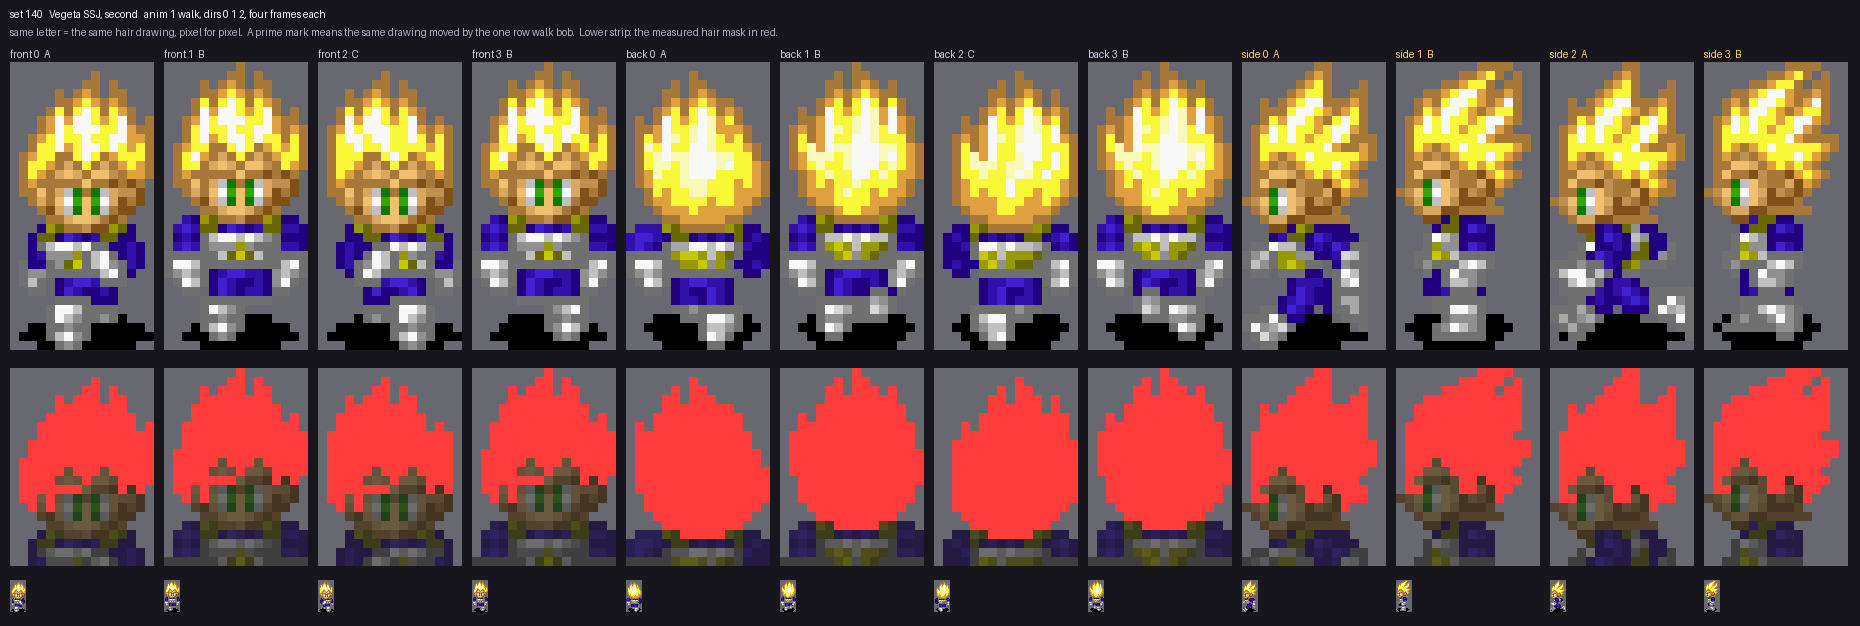 set 140   Vegeta SSJ, second   anim 1 walk, dirs 0 1 2, four frames each
same letter = the same hair drawing, pixel for pixel.  A prime mark means the same drawing moved by the one row walk bob.  Lower strip: the measured hair mask in red.
front 0  A   front 1  B   front 2  C   front 3  B   back 0  A   back 1  B   back 2  C   back 3  B   side 0  A   side 1  B   side 2  A   side 3  B